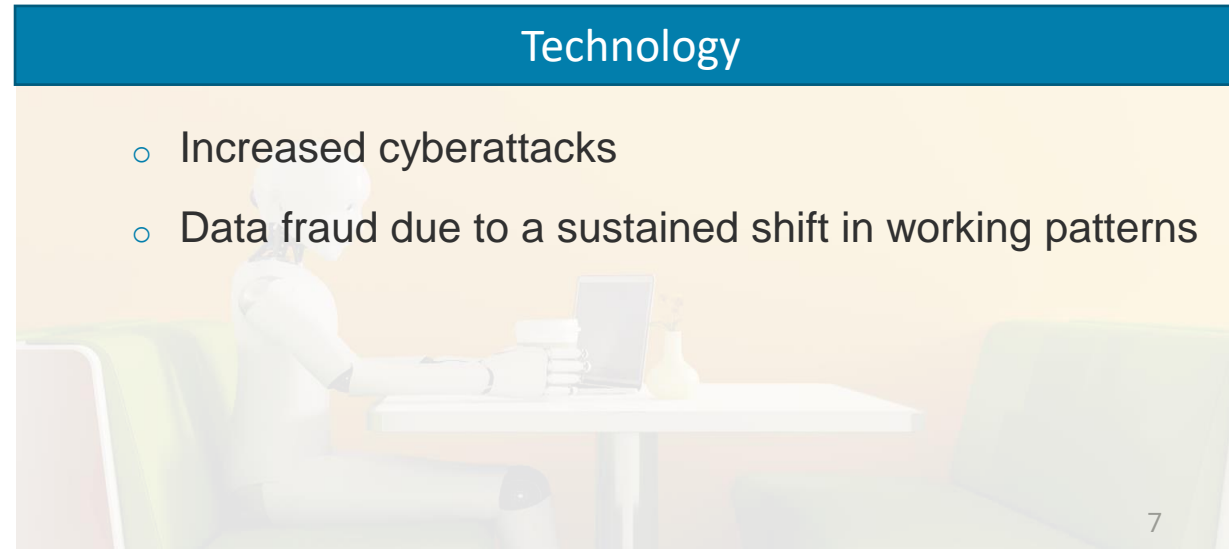 Technology
o Increased cyberattacks
o Data fraud due to a sustained shift in working patterns
7